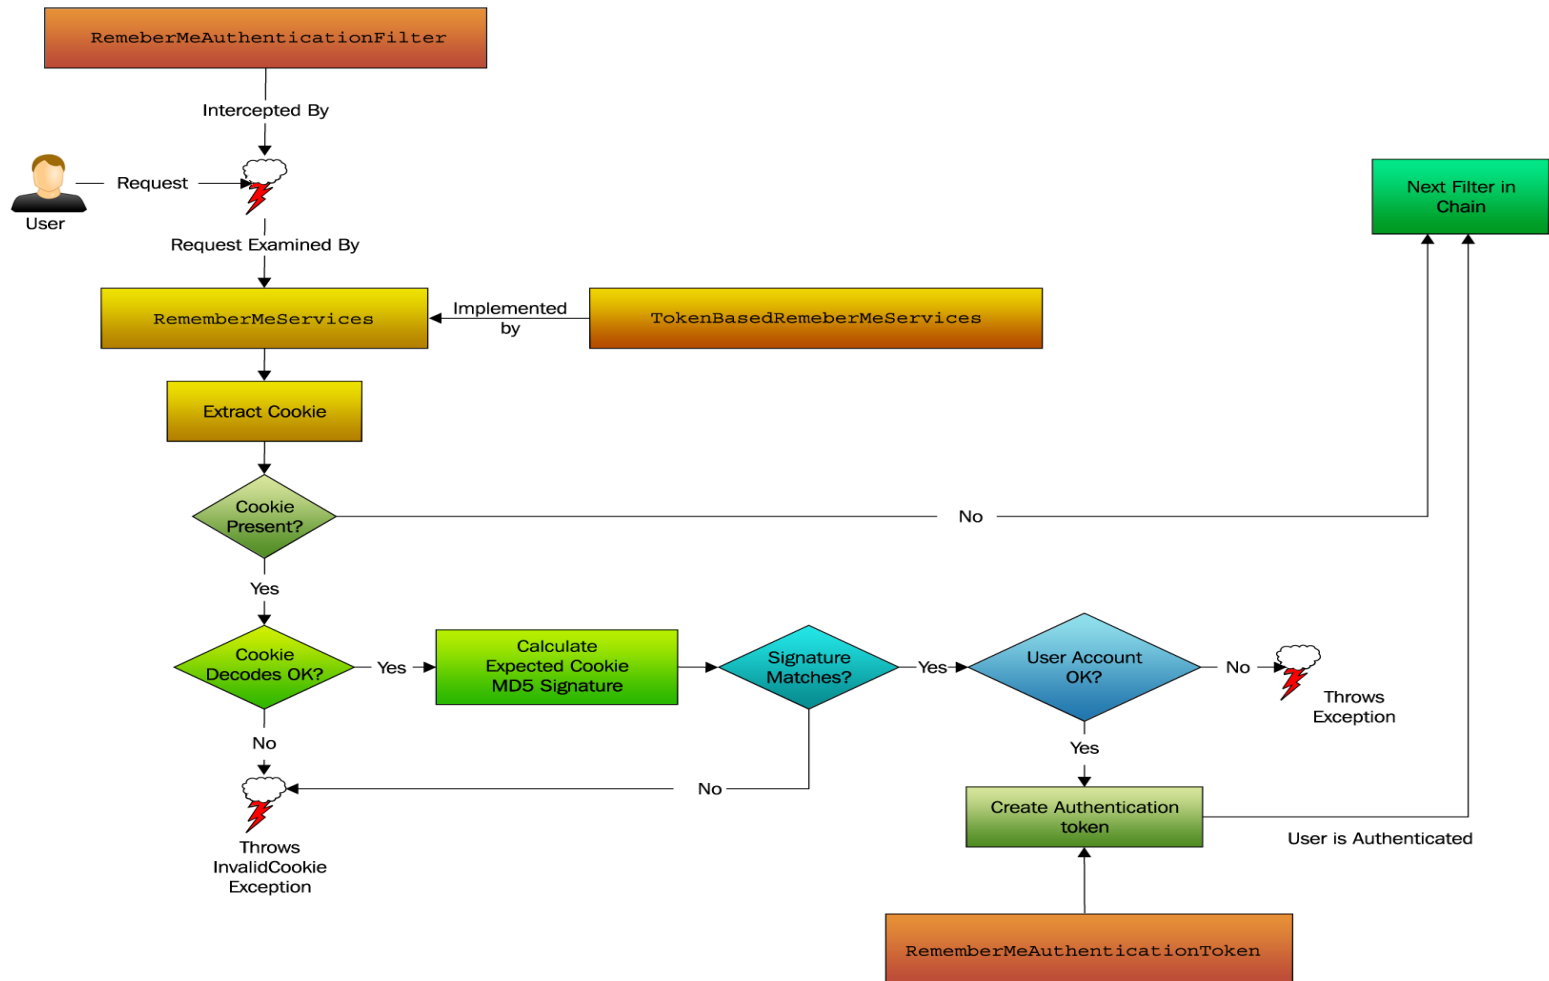 RemeberMeAuthenticationFilter
Intercepted By
Request
User
Next Filter in
Chain
Request Examined By
RememberMeServices
Implemented
by
TokenBasedRemeberMeServices
Extract Cookie
Cookie
Present?
No
Yes
Cookie
Decodes OK?
Yes
Calculate
Expected Cookie
MD5 Signature
Signature
Matches?
Yes
User Account
OK?
No
Throws
Exception
No
Yes
No
Throws
InvalidCookie
Exception
Create Authentication
token
User is Authenticated
RememberMeAuthenticationToken